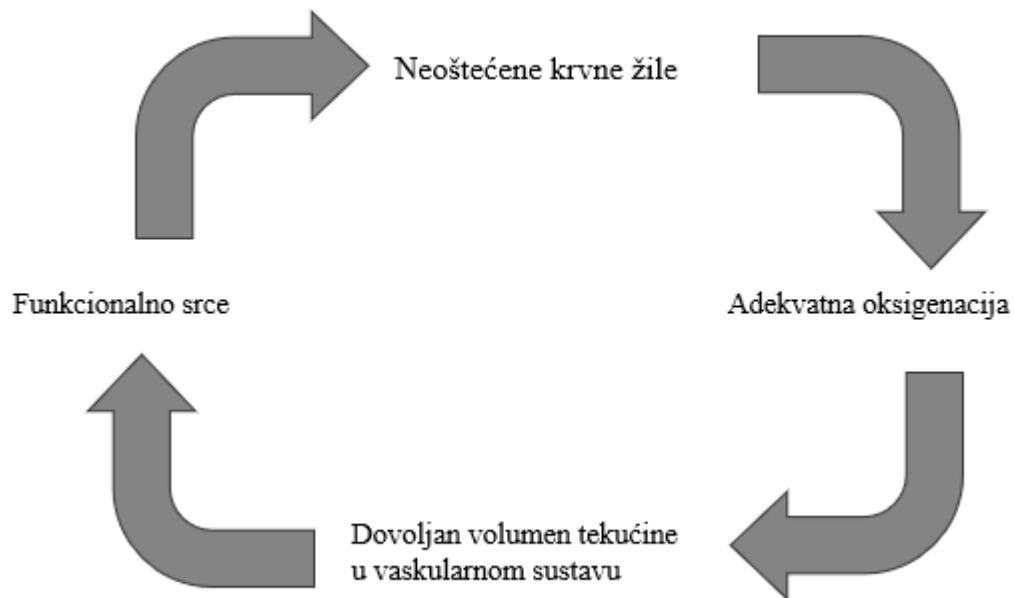 Neoštećene krvne žile
Funkcionalno srce
Adekvatna oksigenacija
Dovoljan volumen tekućine
u vaskularnom sustavu